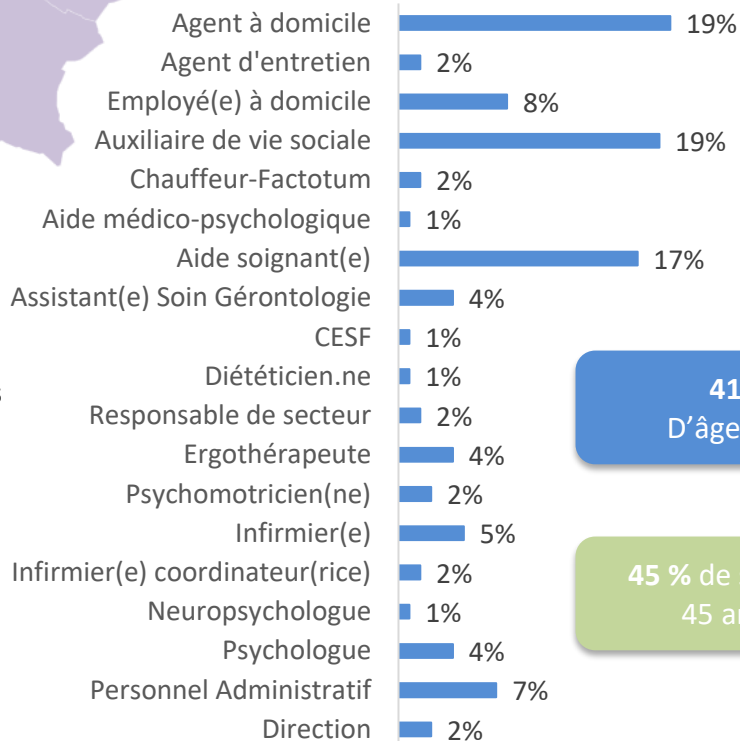 Agent à domicile 19%
Agent d'entretien 2%
Employé(e) à domicile 8%
Auxiliaire de vie sociale 19%
Chauffeur-Factotum 2%
Aide médico-psychologique 1%
Aide soignant(e) 17%
Assistant(e) Soin Gérontologie 4%
CESF 1%
Diététicien.ne 1%
Responsable de secteur 2%
Ergothérapeute 4%
Psychomotricien(ne) 2%
Infirmier(e) 5%
Infirmier(e) coordinateur(rice) 2%
Neuropsychologue 1%
Psychologue 4%
Personnel Administratif 7%
Direction 2%
41
D'âge
45 % de
45